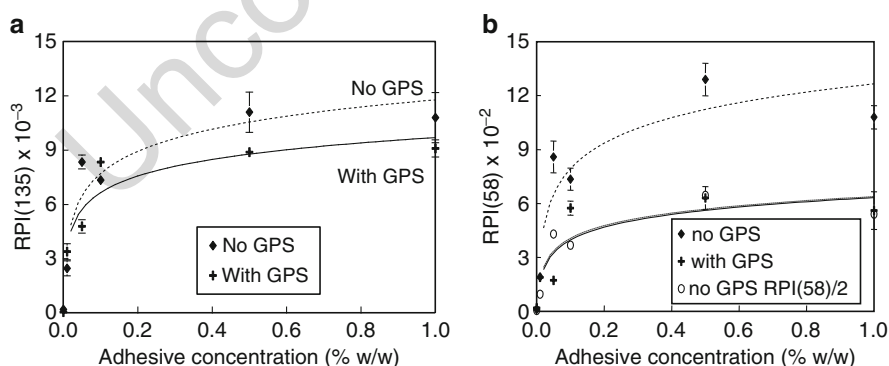 a
RPI(135) x 10⁻³
15
12
9
6
3
0
0.0 0.2 0.4 0.6 0.8 1.0
Adhesive concentration (% w/w)
No GPS
With GPS
No GPS
With GPS
b
RPI(58) x 10⁻²
15
12
9
6
3
0
0.0 0.2 0.4 0.6 0.8 1.0
Adhesive concentration (% w/w)
no GPS
with GPS
no GPS RPI(58)/2
Unco